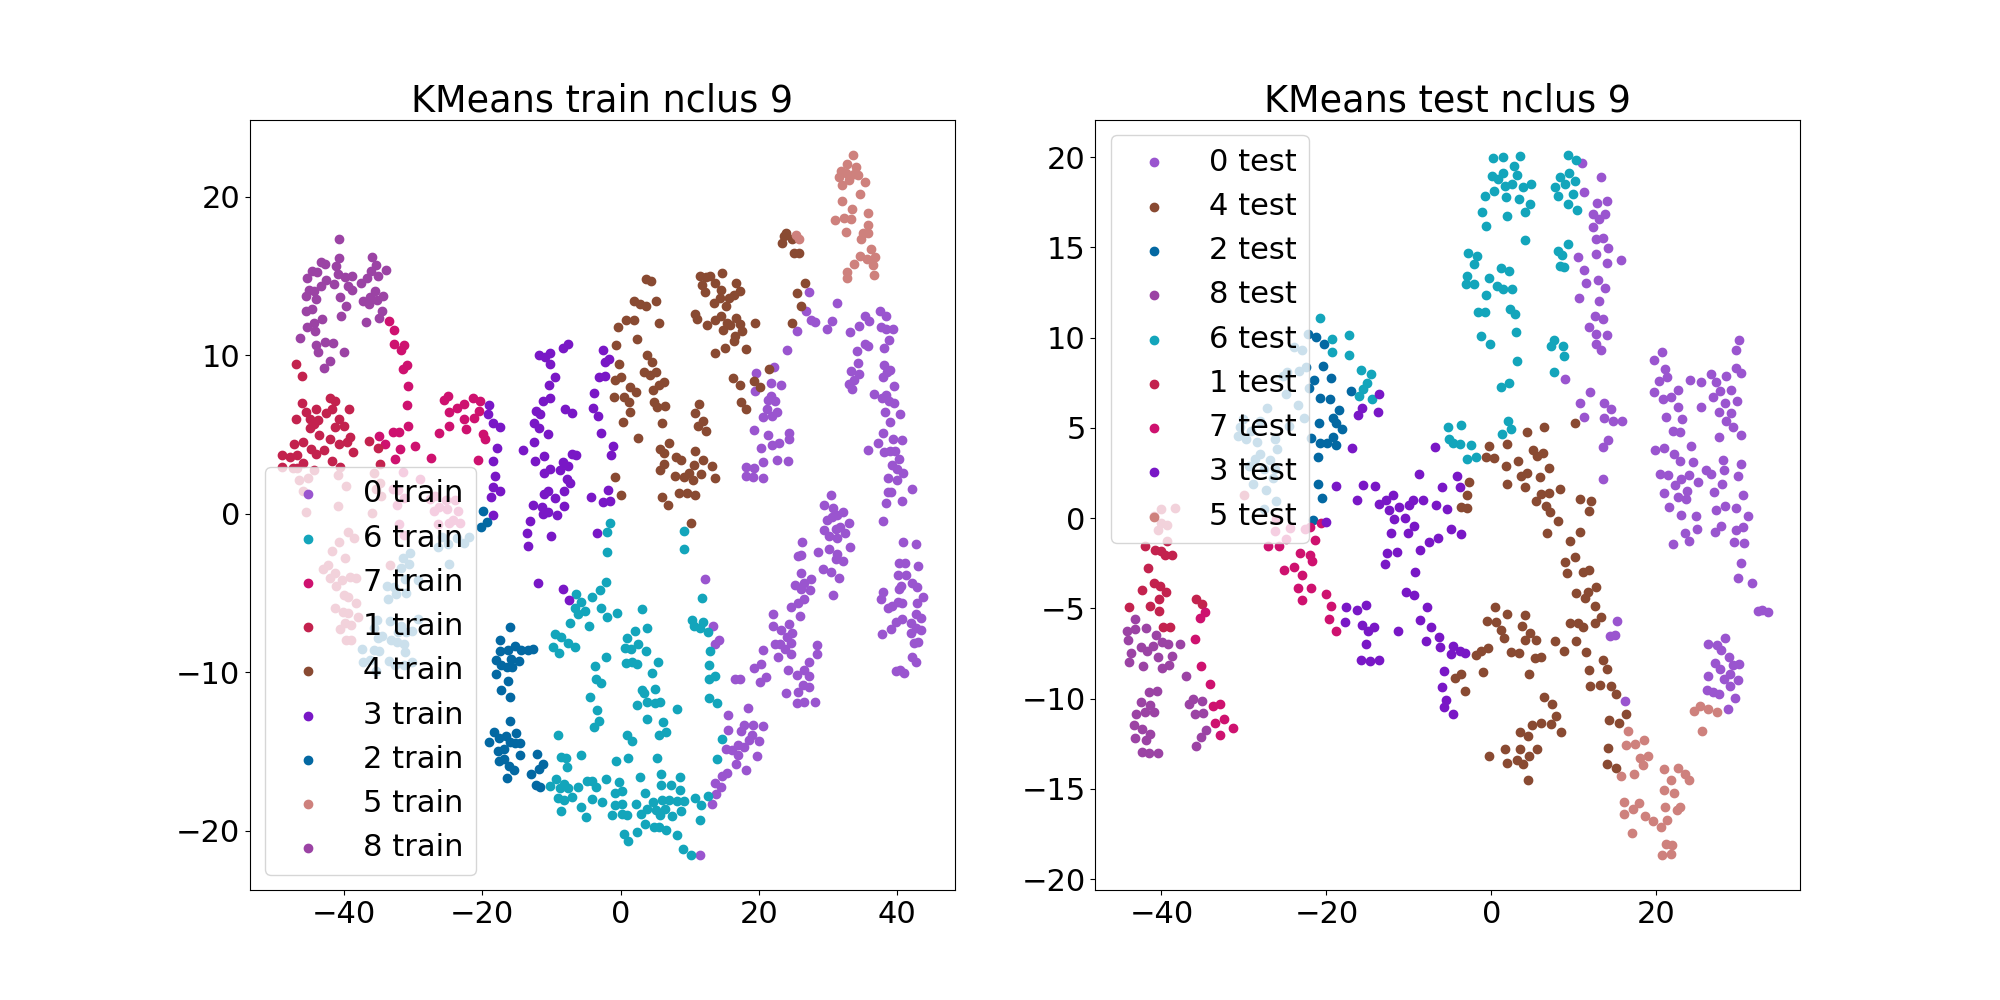 KMeans train nclus 9
20
10
0
−10
−20
−40
−20
0
20
40
0 train
6 train
7 train
1 train
4 train
3 train
2 train
5 train
8 train
KMeans test nclus 9
20
15
10
5
0
−5
−10
−15
−20
−40
−20
0
20
0 test
4 test
2 test
8 test
6 test
1 test
7 test
3 test
5 test